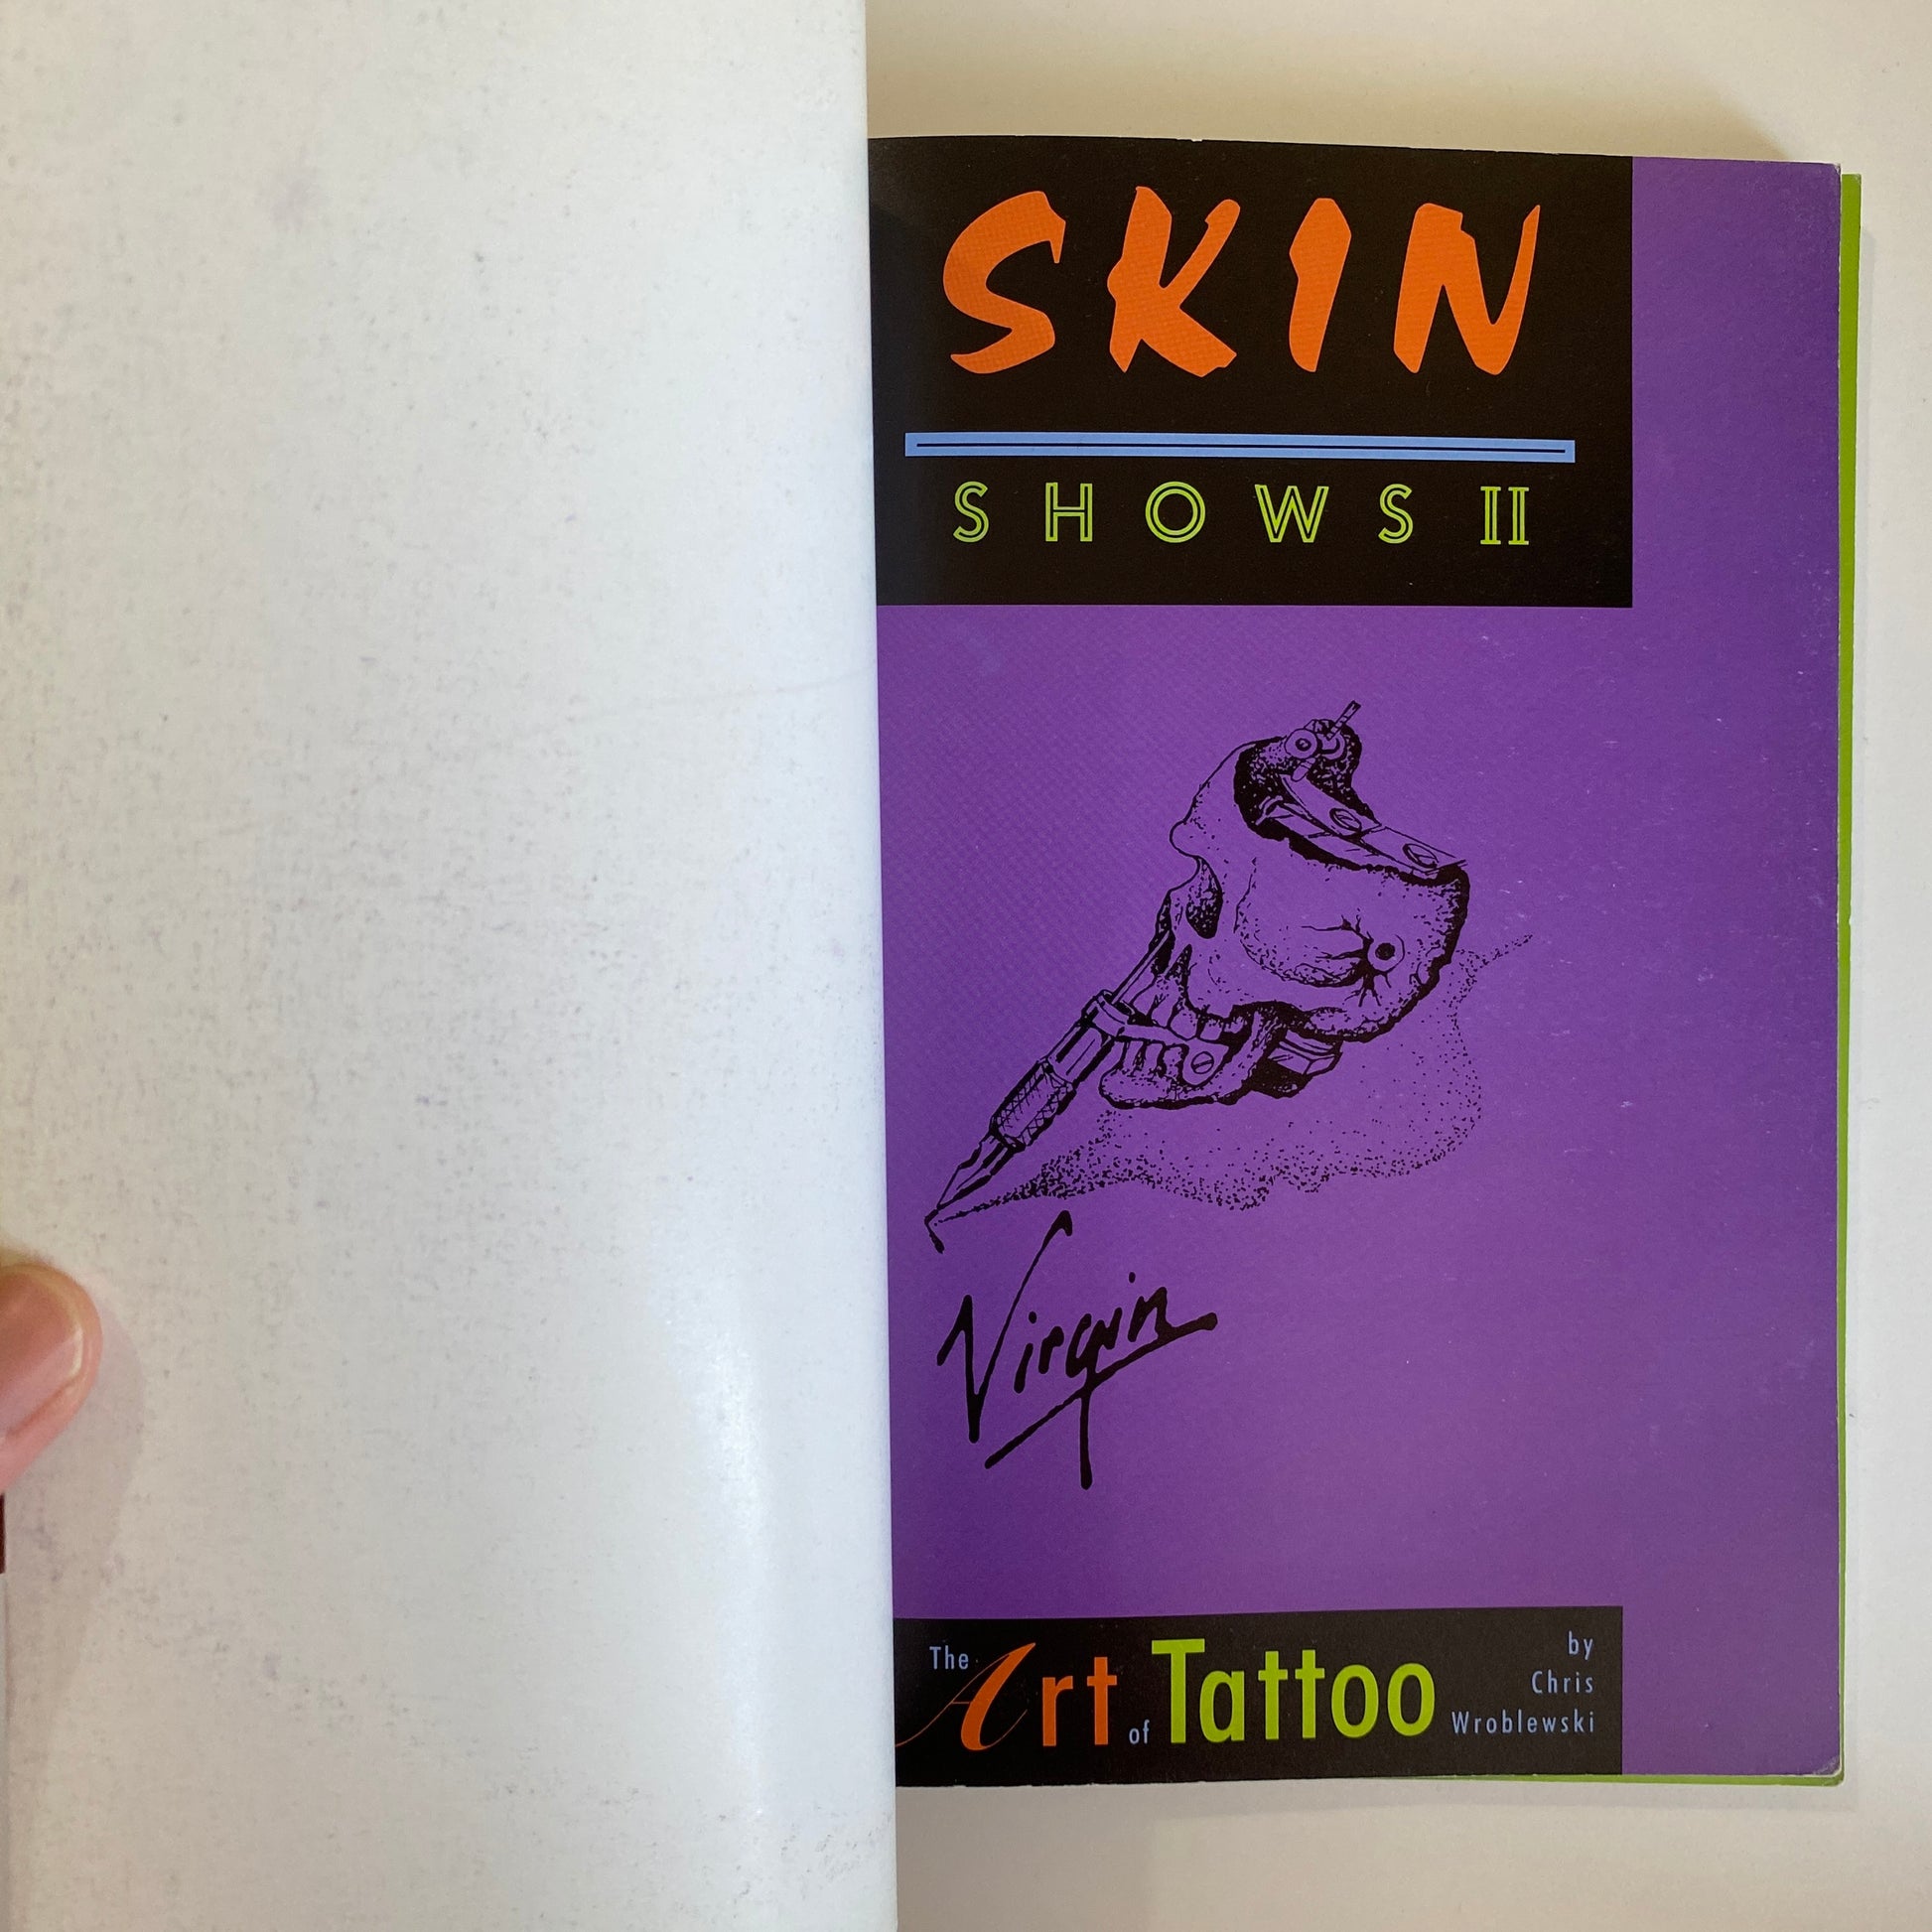 SKIN
SHOWS II
Virgin
The Art of Tattoo
by
Chris
Wroblewski